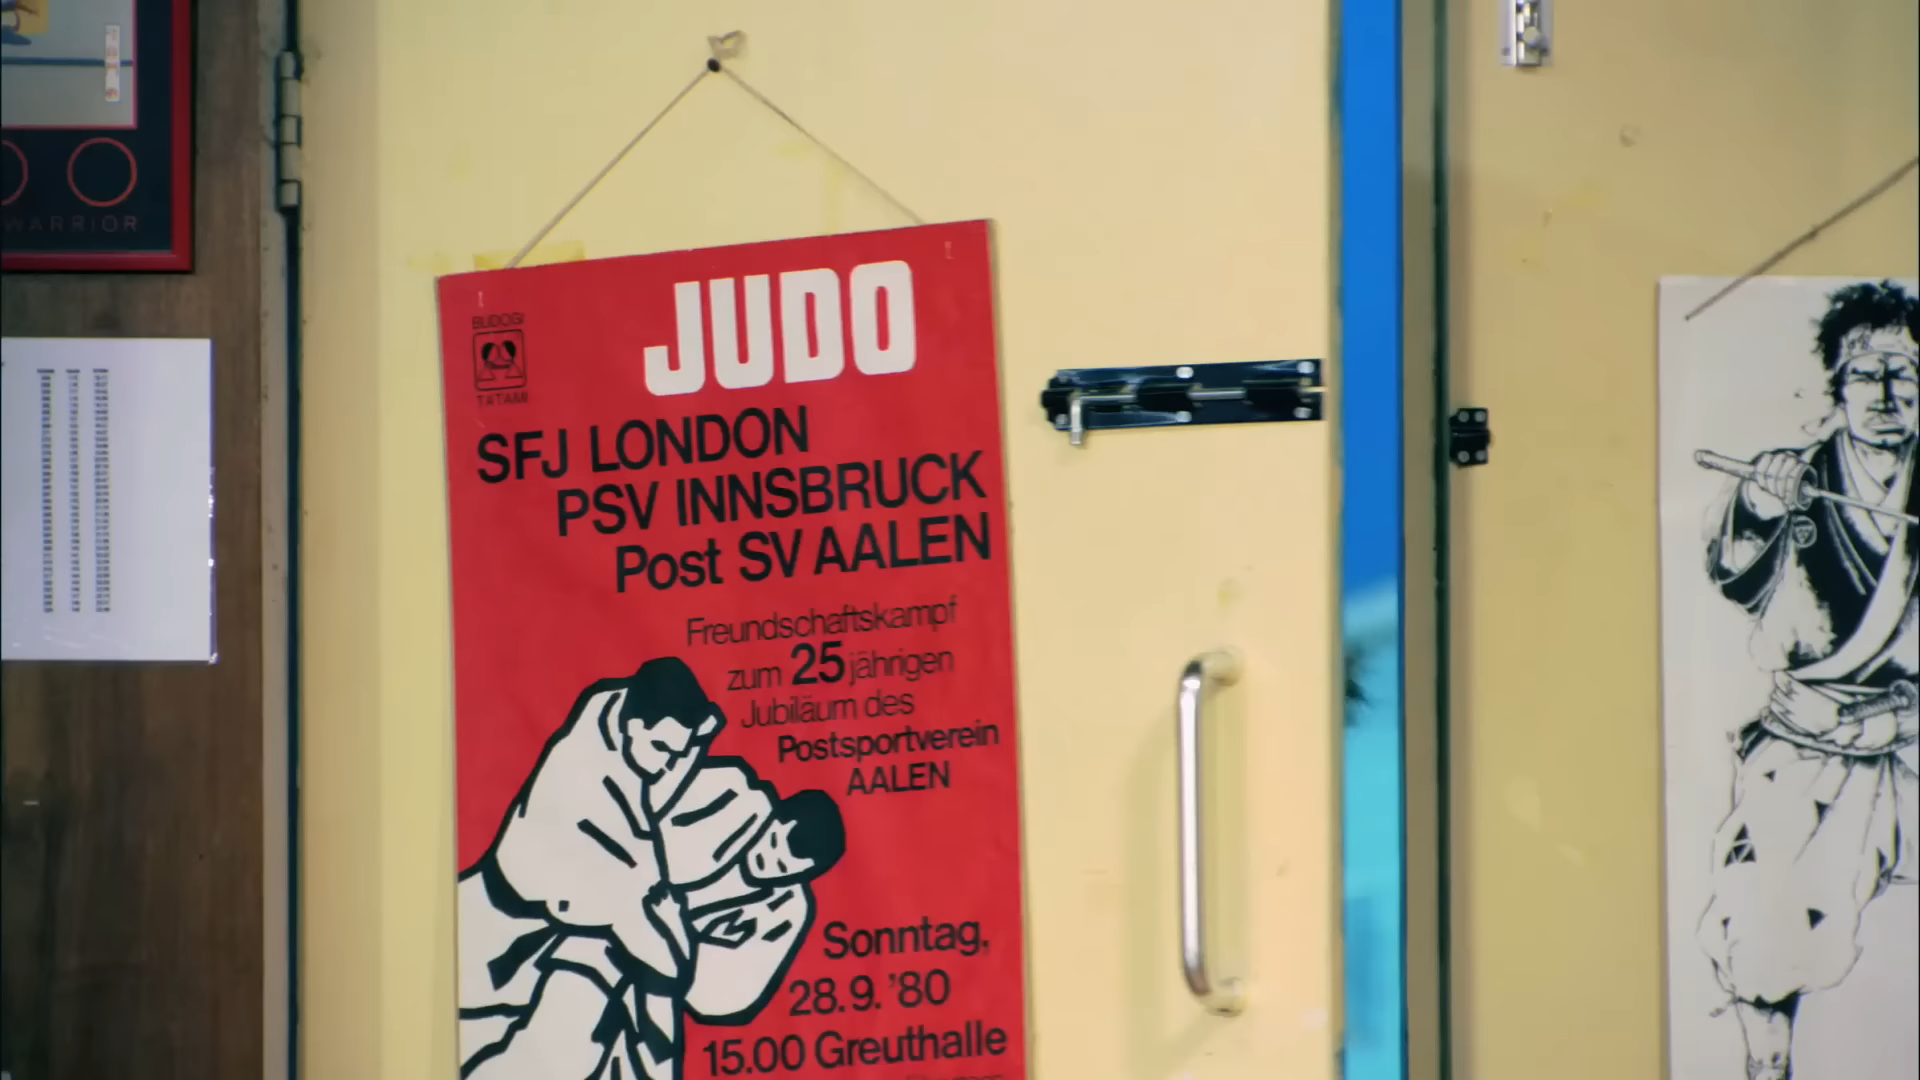 WARRIOR
BUDOGI
TATAMI
JUDO
SFJ LONDON
PSV INNSBRUCK
Post SV AALEN
Freundschaftskampf
zum 25 jährigen
Jubiläum des
Postsportverein
AALEN
Sonntag,
28.9.'80
15.00 Greuthalle